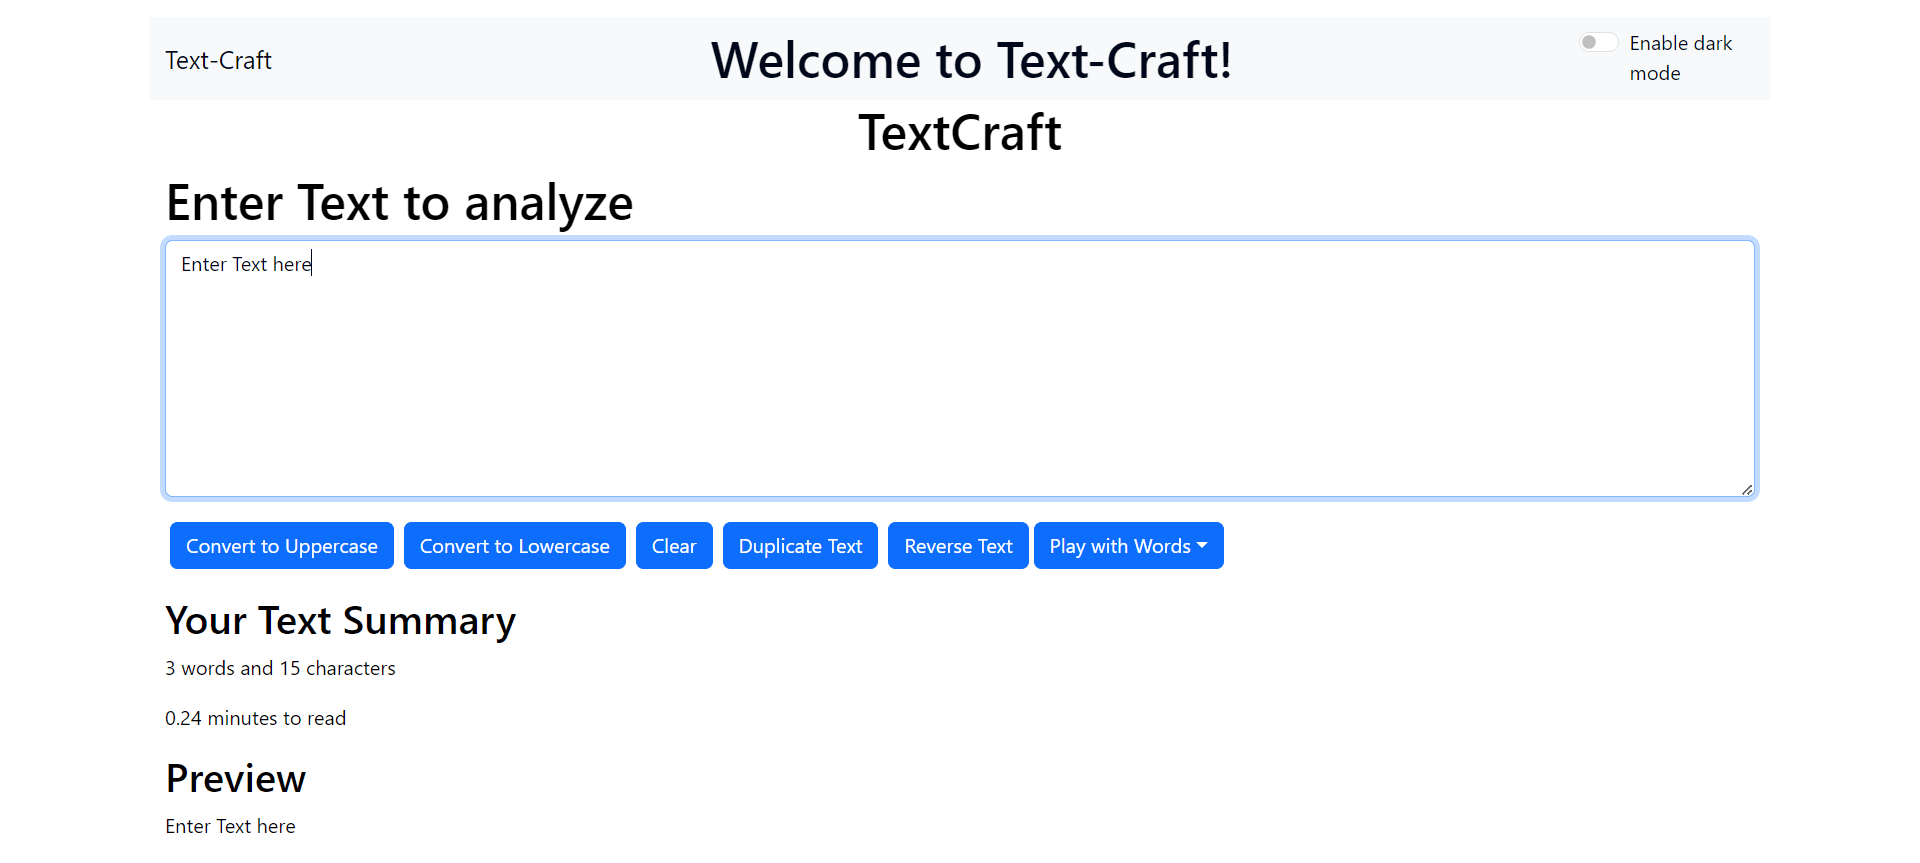 Text-Craft
Welcome to Text-Craft!
Enable dark
mode
TextCraft
Enter Text to analyze
Enter Text here
Convert to Uppercase
Convert to Lowercase
Clear
Duplicate Text
Reverse Text
Play with Words
Your Text Summary
3 words and 15 characters
0.24 minutes to read
Preview
Enter Text here